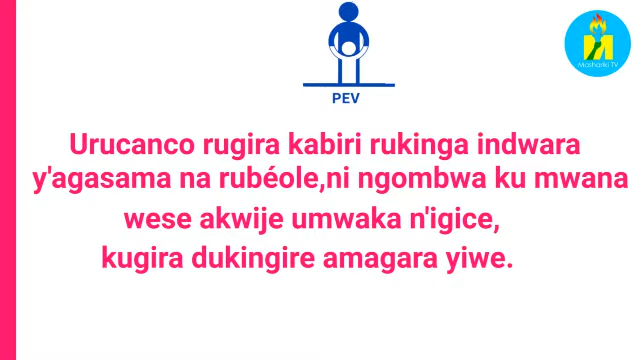 PEV
Mashariki TV
Urucanco rugira kabiri rukinga indwara
y'agasama na rubéole,ni ngombwa ku mwana
wese akwije umwaka n'igice,
kugira dukingire amagara yiwe.